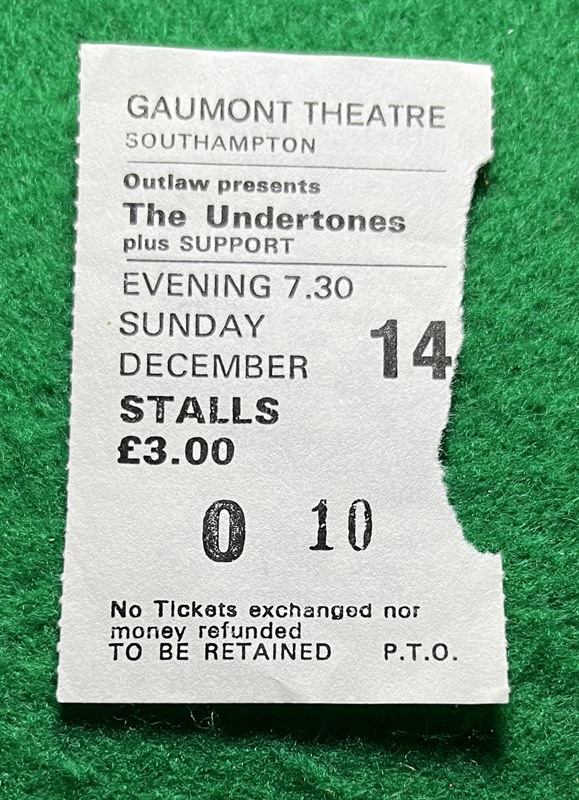 GAUMONT THEATRE
SOUTHAMPTON
Outlaw presents
The Undertones
plus SUPPORT
EVENING 7.30
SUNDAY
DECEMBER 14
STALLS
£3.00
O 10
No Tickets exchanged nor
money refunded
TO BE RETAINED P.T.O.